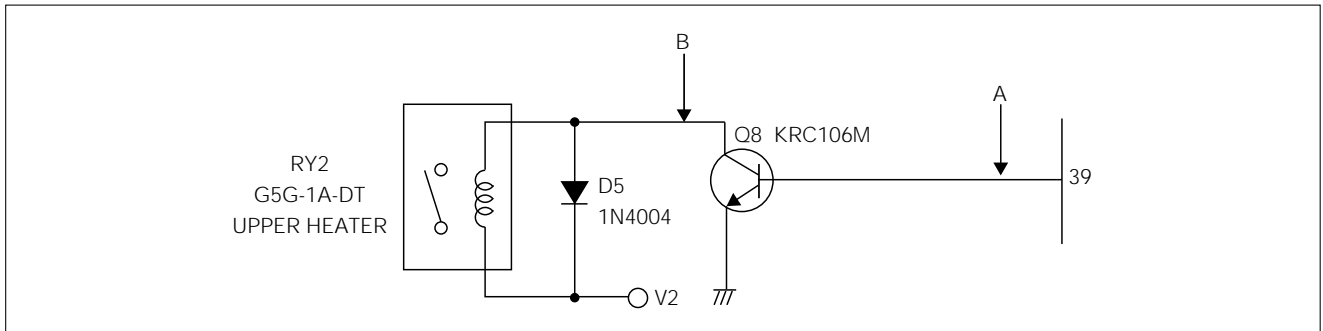 B
A
Q8 KRC106M
RY2
G5G-1A-DT
UPPER HEATER
D5
1N4004
39
V2